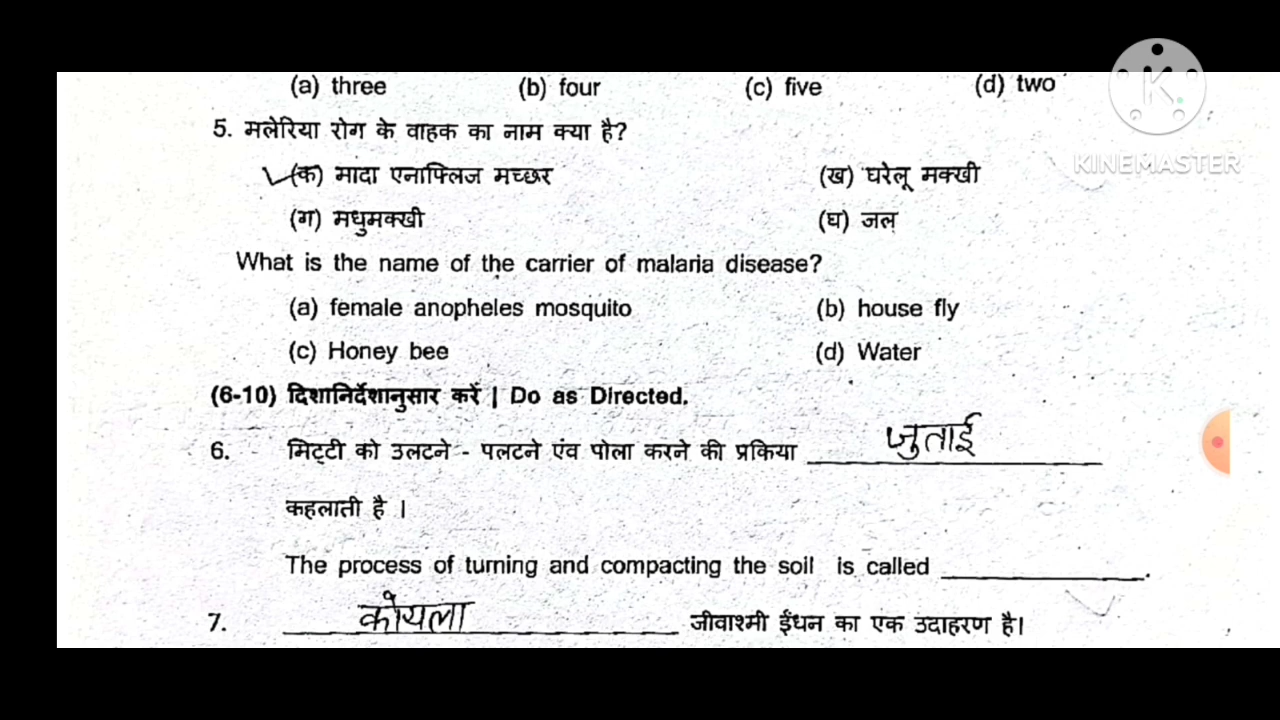 (a) three (b) four (c) five (d) two
5. मलेरिया रोग के वाहक का नाम क्या है?
(क) मादा एनाफ्लिज मच्छर (ख) घरेलू मक्खी
(ग) मधुमक्खी (घ) जल
What is the name of the carrier of malaria disease?
(a) female anopheles mosquito (b) house fly
(c) Honey bee (d) Water
(6-10) दिशानिर्देशानुसार करें | Do as Directed.
6. मिट्टी को उलटने - पलटने एंव पोला करने की प्रकिया जुताई
कहलाती है ।
The process of turning and compacting the soil is called ____________.
7. कोयला जीवाश्मी ईंधन का एक उदाहरण है।
KINEMASTER